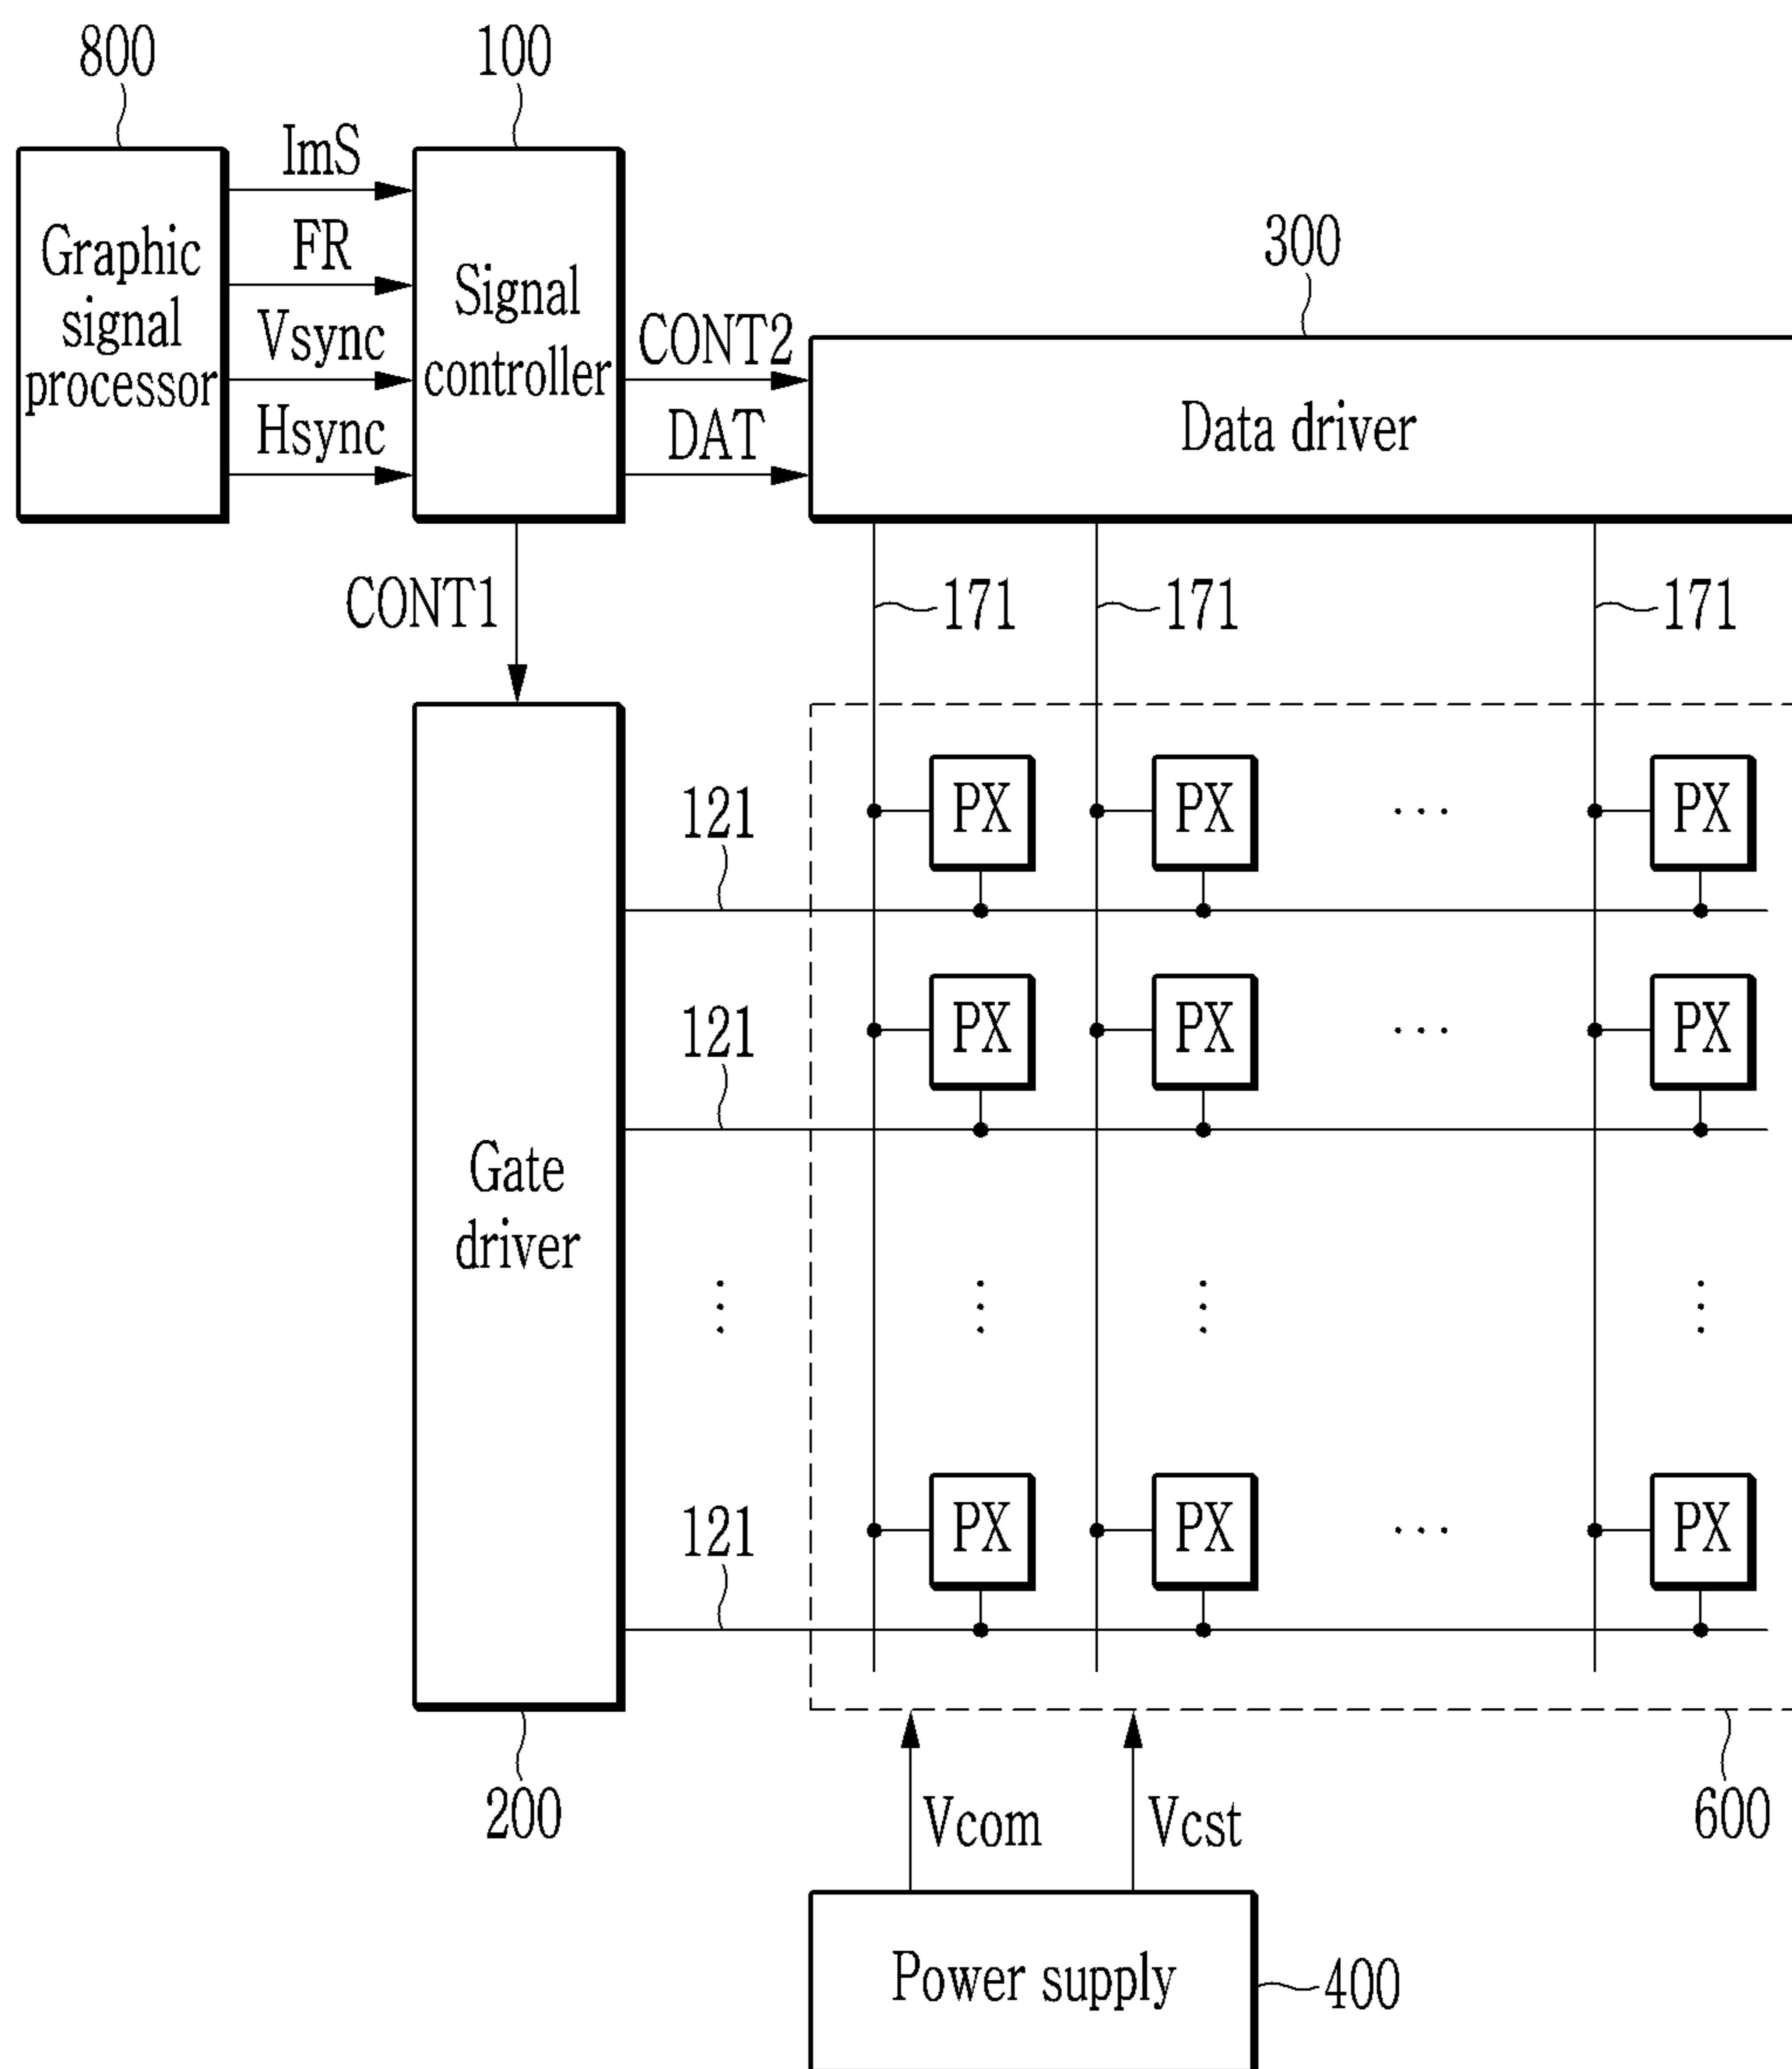 800
100
ImS
FR
Vsync
Hsync
Graphic
signal
processor
Signal
controller
CONT2
DAT
300
Data driver
CONT1
171
171
171
PX
PX
...
PX
121
PX
PX
...
PX
121
Gate
driver
PX
PX
...
PX
121
200
Vcom
Vcst
600
Power supply
400